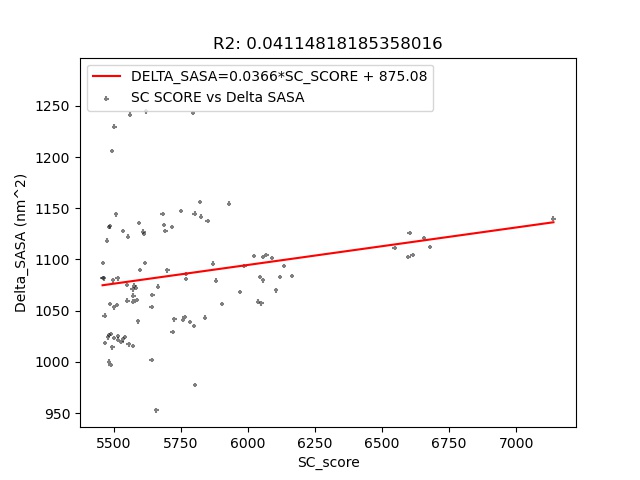 R2: 0.04114818185358016
DELTA_SASA=0.0366*SC_SCORE + 875.08
SC SCORE vs Delta SASA
1250
1200
1150
1100
1050
1000
950
Delta_SASA (nm^2)
5500 5750 6000 6250 6500 6750 7000
SC_score